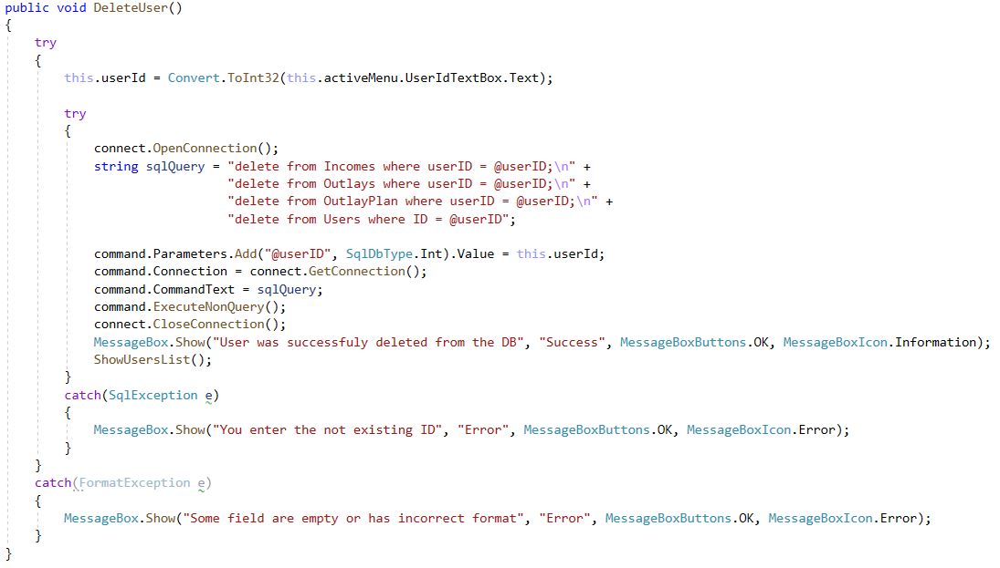 public void DeleteUser()
{
    try
    {
        this.userId = Convert.ToInt32(this.activeMenu.UserIdTextBox.Text);

        try
        {
            connect.OpenConnection();
            string sqlQuery = "delete from Incomes where userID = @userID;\n" +
                              "delete from Outlays where userID = @userID;\n" +
                              "delete from OutlayPlan where userID = @userID;\n" +
                              "delete from Users where ID = @userID";

            command.Parameters.Add("@userID", SqlDbType.Int).Value = this.userId;
            command.Connection = connect.GetConnection();
            command.CommandText = sqlQuery;
            command.ExecuteNonQuery();
            connect.CloseConnection();
            MessageBox.Show("User was successfuly deleted from the DB", "Success", MessageBoxButtons.OK, MessageBoxIcon.Information);
            ShowUsersList();
        }
        catch(SqlException e)
        {
            MessageBox.Show("You enter the not existing ID", "Error", MessageBoxButtons.OK, MessageBoxIcon.Error);
        }
    }
    catch(FormatException e)
    {
        MessageBox.Show("Some field are empty or has incorrect format", "Error", MessageBoxButtons.OK, MessageBoxIcon.Error);
    }
}